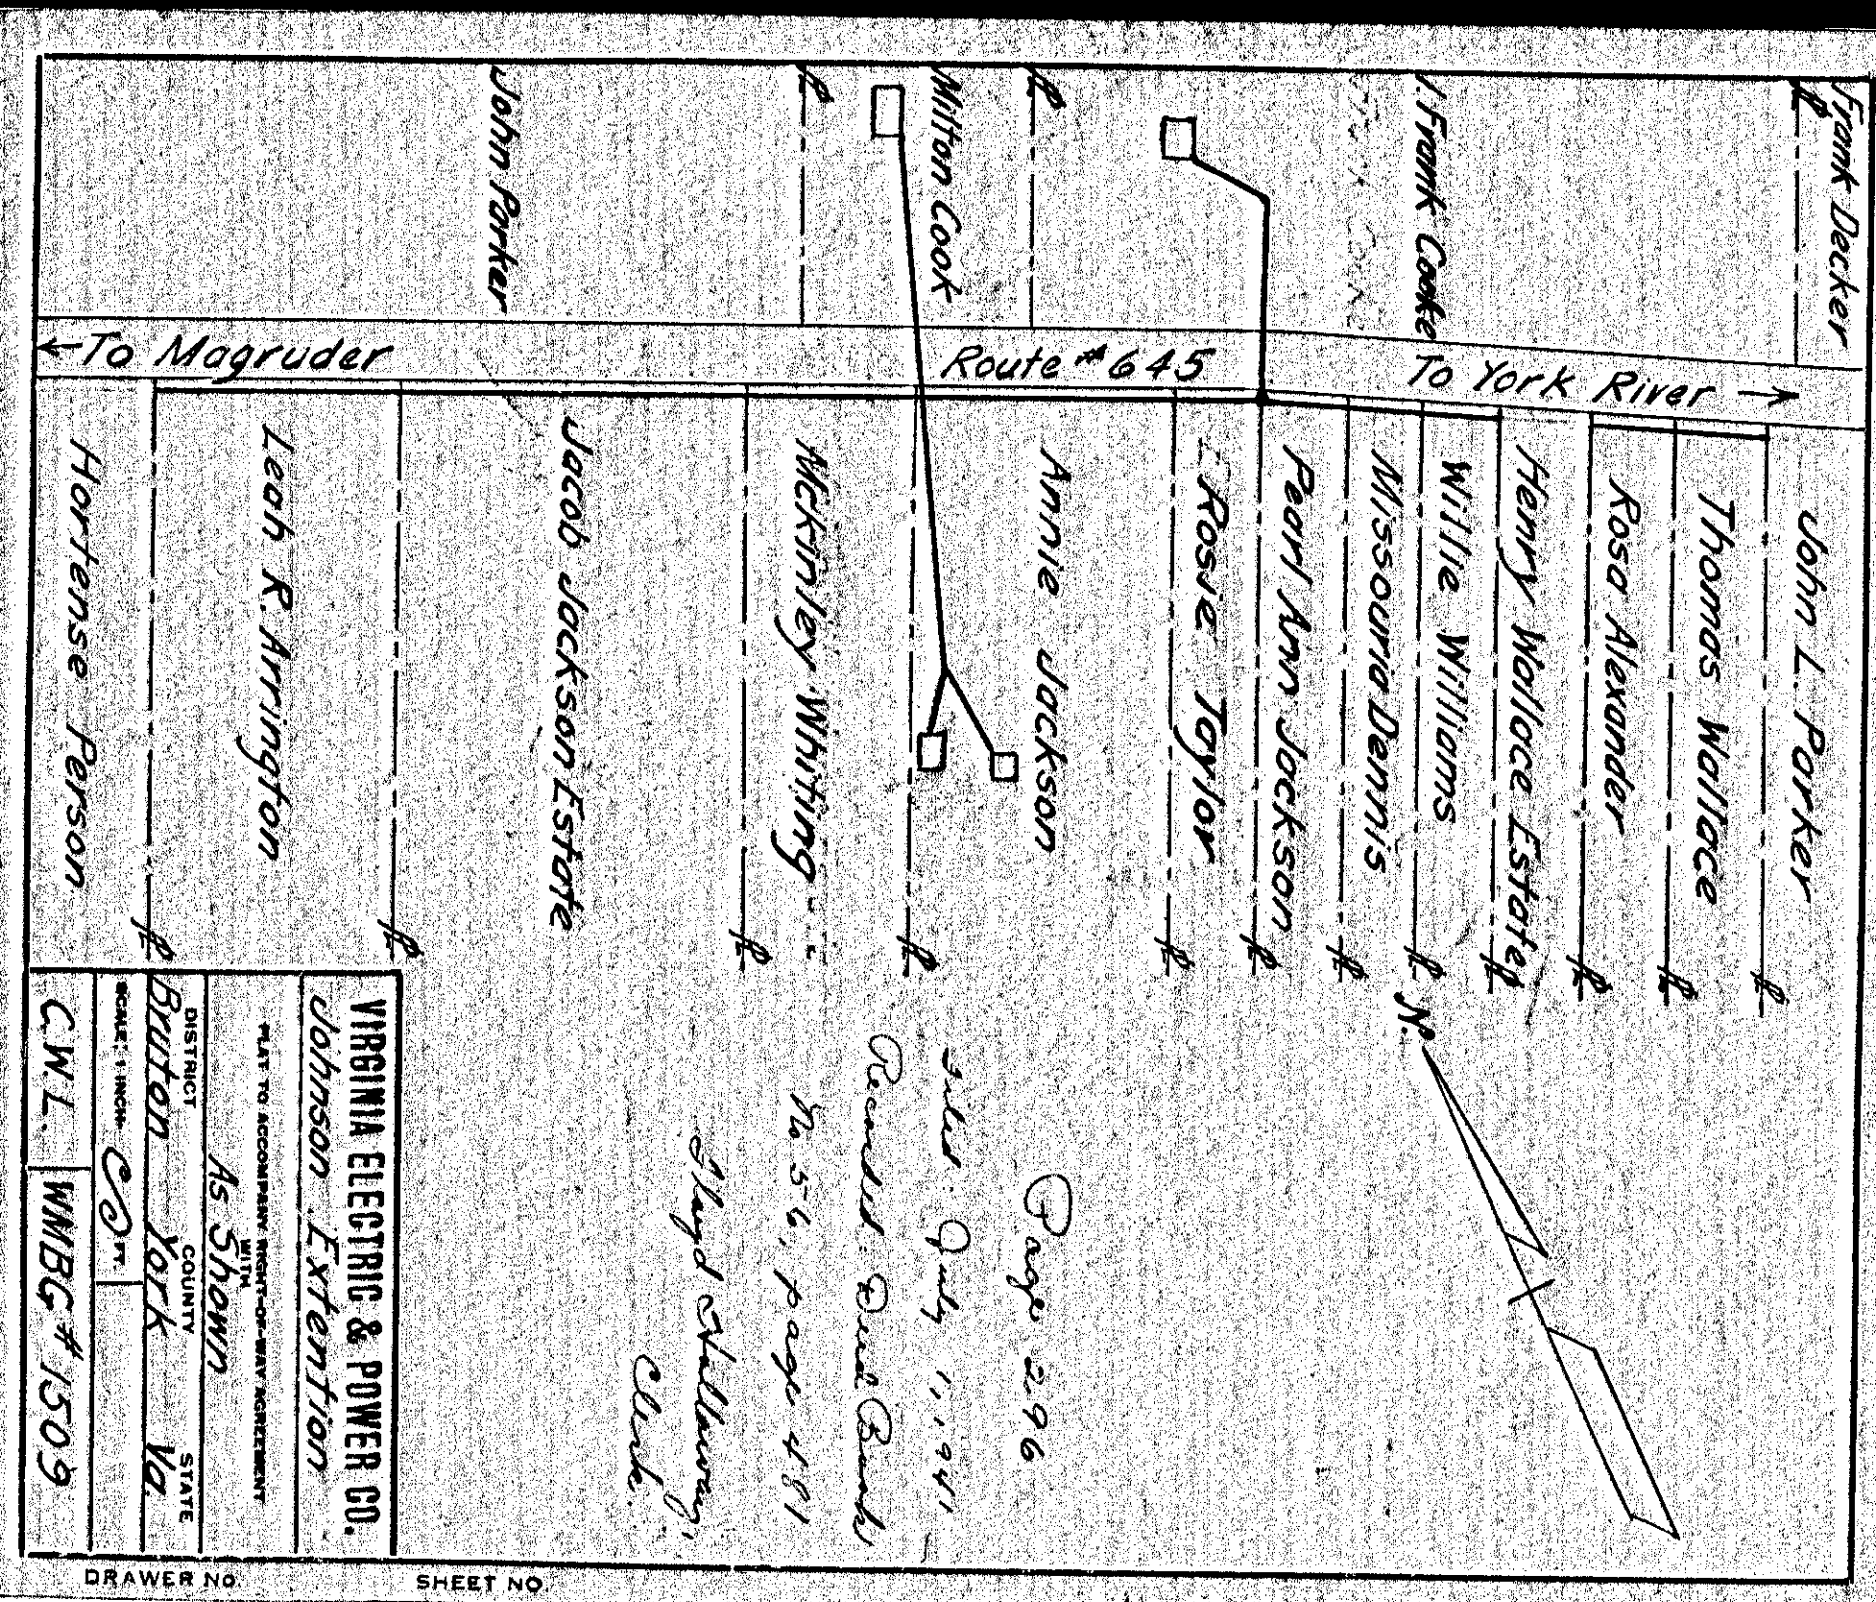 Frank Decker
J. Frank Cooke
Milton Cook
John Parker
← To Magruder
Route #645
To York River →
John L. Parker
Thomas Wallace
Rosa Alexander
Henry Wallace Estate
Willie Williams
Missouria Dennis
Pearl Ann Jackson
Rosie Taylor
Annie Jackson
McKinley Whiting
Jacob Jackson Estate
Leah R. Arrington
Hortense Person
N.
Page 296
Filed: July 1, 1941
Recorded: Deed Book
No 56, page 481
Floyd Holloway,
Clerk.
VIRGINIA ELECTRIC & POWER CO.
Johnson Extention
PLAT TO ACCOMPANY RIGHT-OF-WAY AGREEMENT
WITH
As Shown
DISTRICT COUNTY STATE
Bruton York Va
SCALE: 1 INCH= FT.
C.W.L. WMBG # 1509
DRAWER NO. SHEET NO.